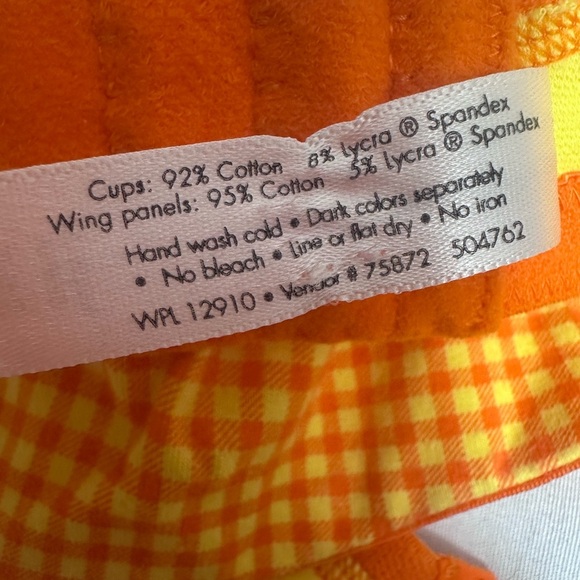 Cups: 92% Cotton 8% Lycra ® Spandex
Wing panels: 95% Cotton 5% Lycra ® Spandex
Hand wash cold • Dark colors separately
• No bleach • Line or flat dry • No iron
WPL 12910 • Vendor # 75872 504762